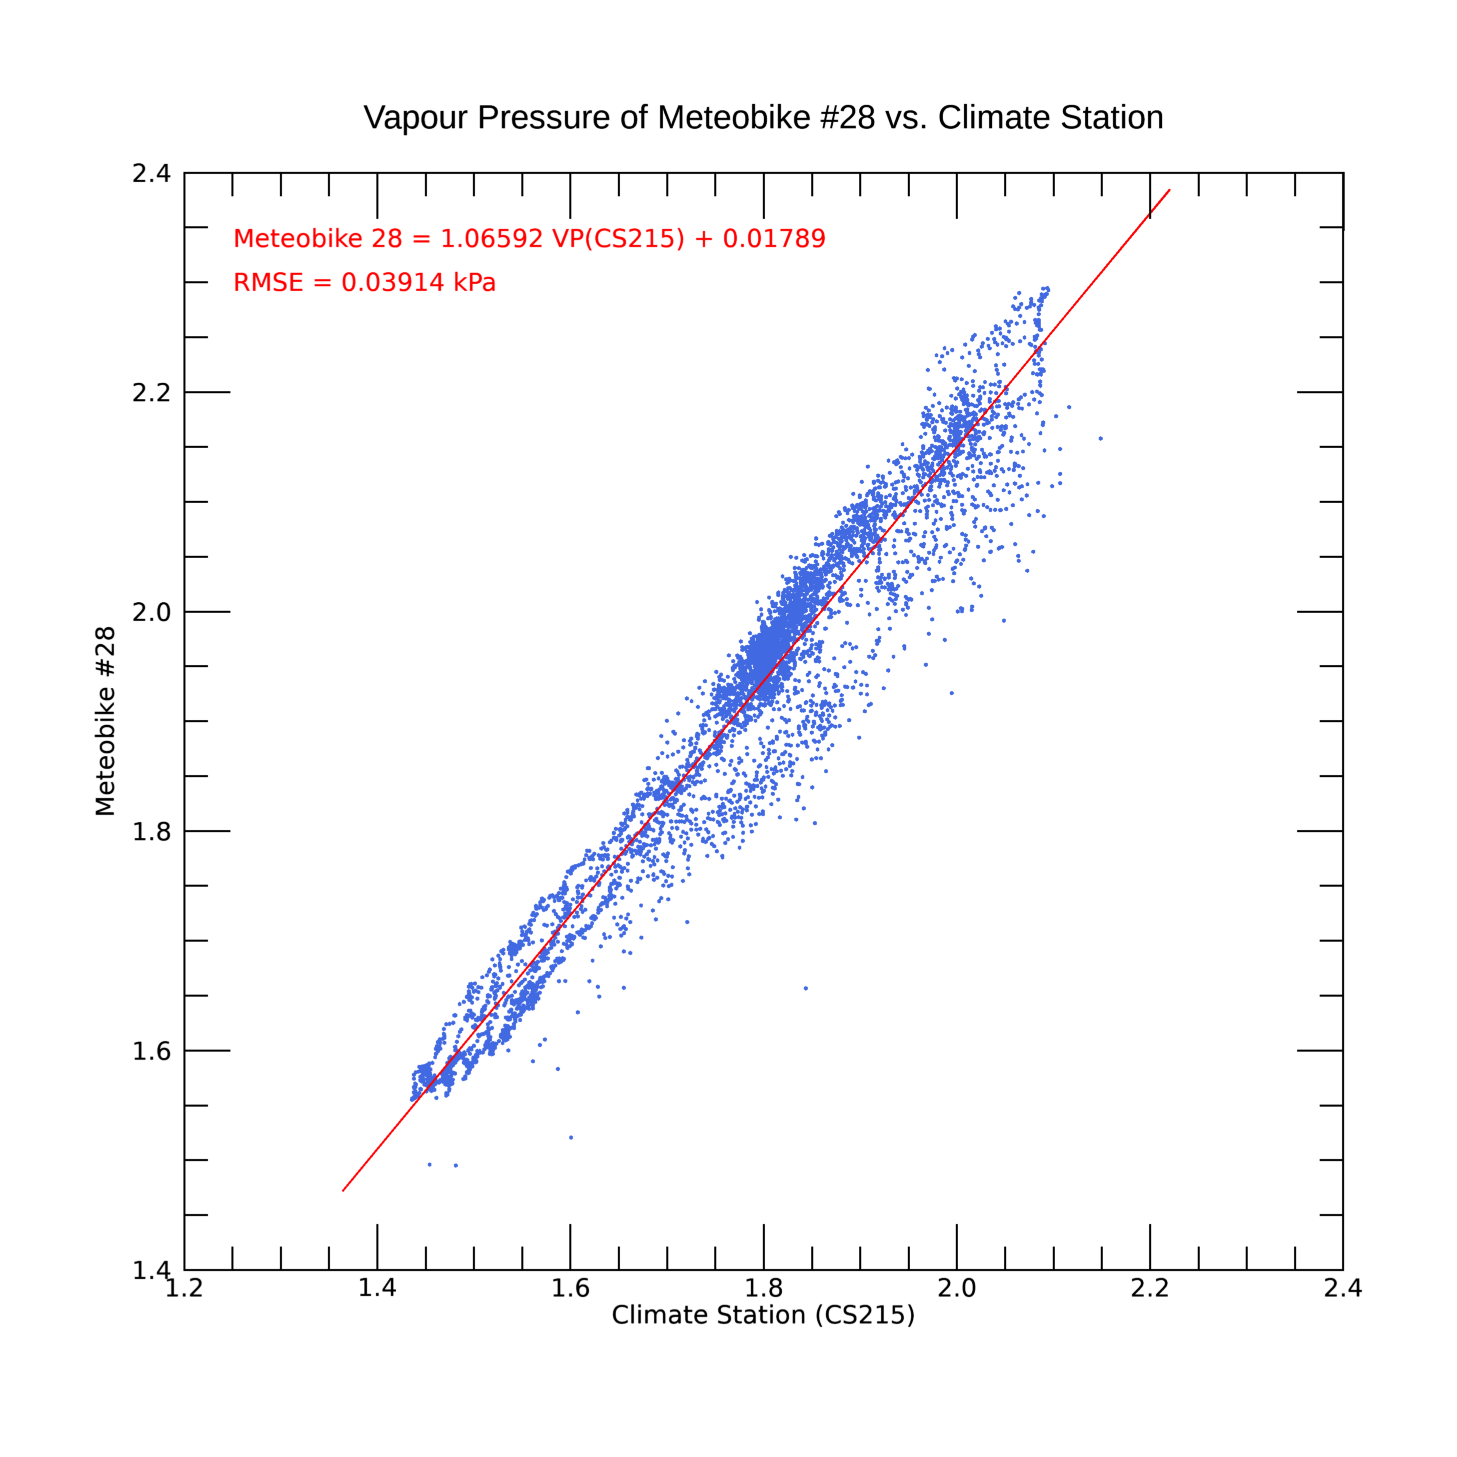 Vapour Pressure of Meteobike #28 vs. Climate Station
2.4
Meteobike 28 = 1.06592 VP(CS215) + 0.01789
RMSE = 0.03914 kPa
2.2
2.0
Meteobike #28
1.8
1.6
1.4
1.2 1.4 1.6 1.8 2.0 2.2 2.4
Climate Station (CS215)